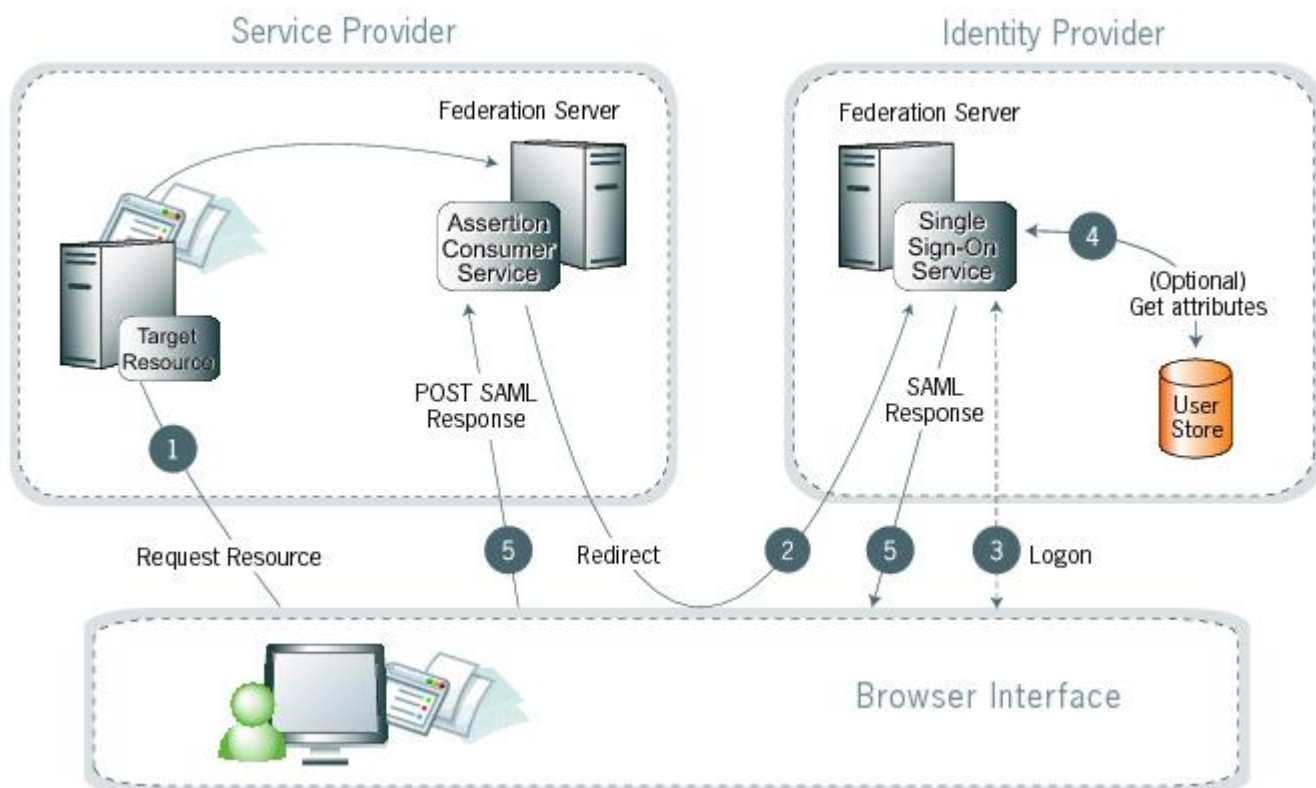 Service Provider
Identity Provider
Federation Server
Federation Server
Assertion
Consumer
Service
Single
Sign-On
Service
4
(Optional)
Get attributes
Target
Resource
POST SAML
Response
SAML
Response
User
Store
1
Request Resource
5
Redirect
2
5
3
Logon
Browser Interface